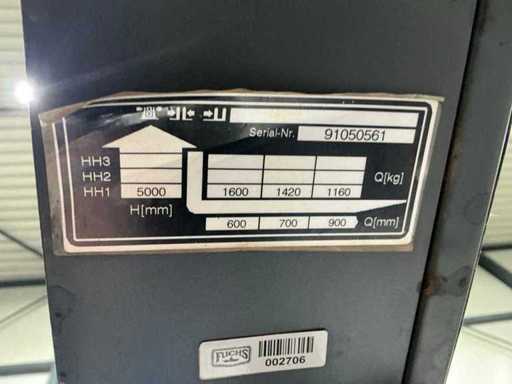 Serial-Nr. 91050561
HH3
HH2 Q[kg]
HH1 5000 1600 1420 1160
H[mm]
600 700 900 Q[mm]
FUCHS
002706